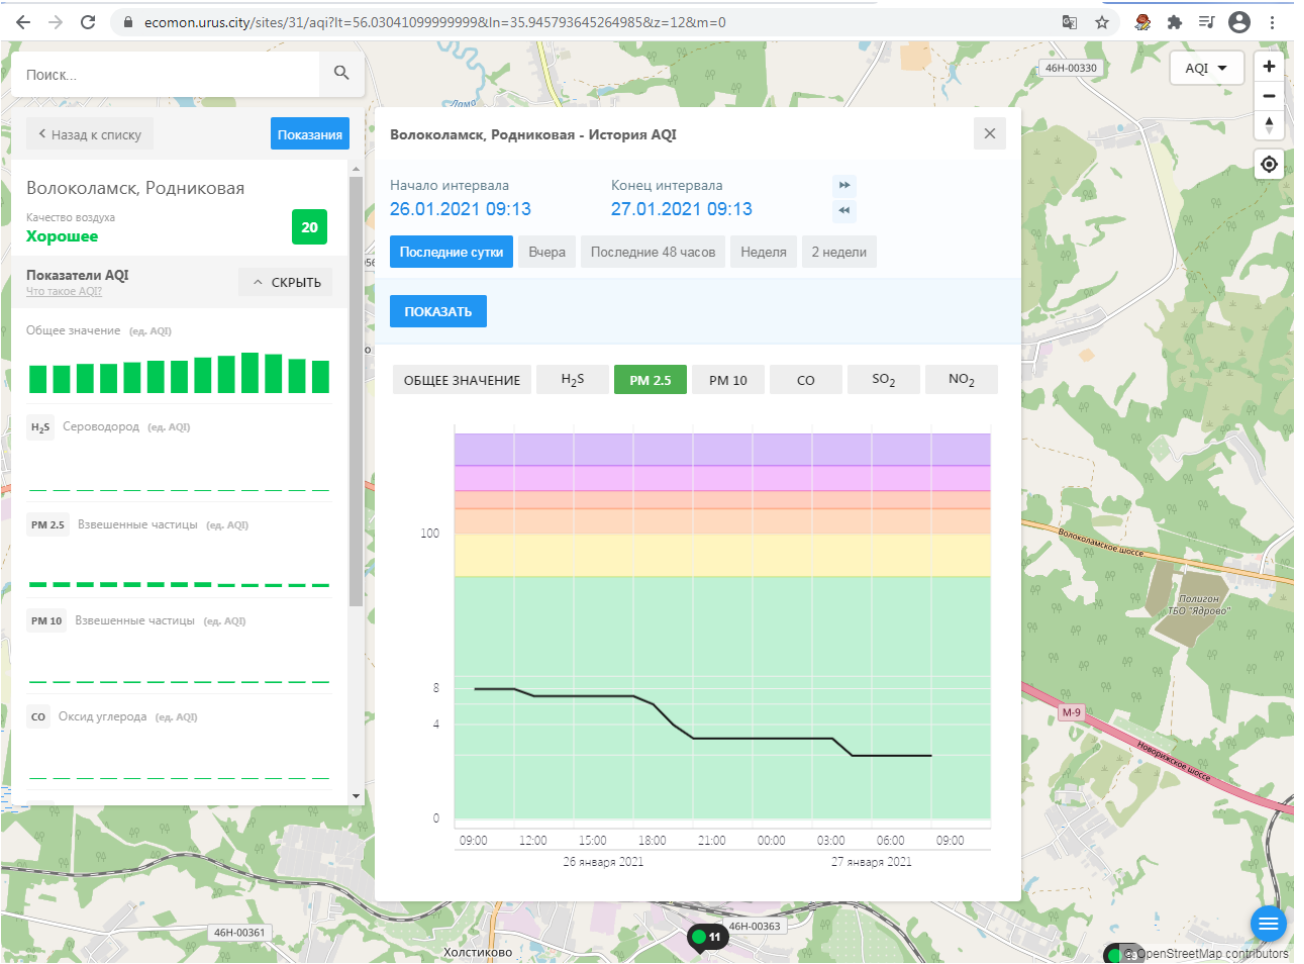 ecomon.urus.city/sites/31/aqi?lt=56.03041099999999&ln=35.945793645264985&z=12&m=0
Поиск...
46Н-00330
AQI
Дома
Назад к списку
Показания
Волоколамск, Родниковая - История AQI
Волоколамск, Родниковая
Качество воздуха
Хорошее
20
Начало интервала
Конец интервала
26.01.2021 09:13
27.01.2021 09:13
Последние сутки
Вчера
Последние 48 часов
Неделя
2 недели
Показатели AQI
Что такое AQI?
СКРЫТЬ
ПОКАЗАТЬ
Общее значение (ед. AQI)
ОБЩЕЕ ЗНАЧЕНИЕ
H₂S
PM 2.5
PM 10
CO
SO₂
NO₂
H₂S Сероводород (ед. AQI)
PM 2.5 Взвешенные частицы (ед. AQI)
PM 10 Взвешенные частицы (ед. AQI)
CO Оксид углерода (ед. AQI)
100
8
4
0
09:00
12:00
15:00
18:00
21:00
00:00
03:00
06:00
09:00
26 января 2021
27 января 2021
Волоколамское шоссе
Полигон
ТБО "Ядрово"
М-9
Новорижское шоссе
46Н-00361
46Н-00363
11
Холстиково
© OpenStreetMap contributors